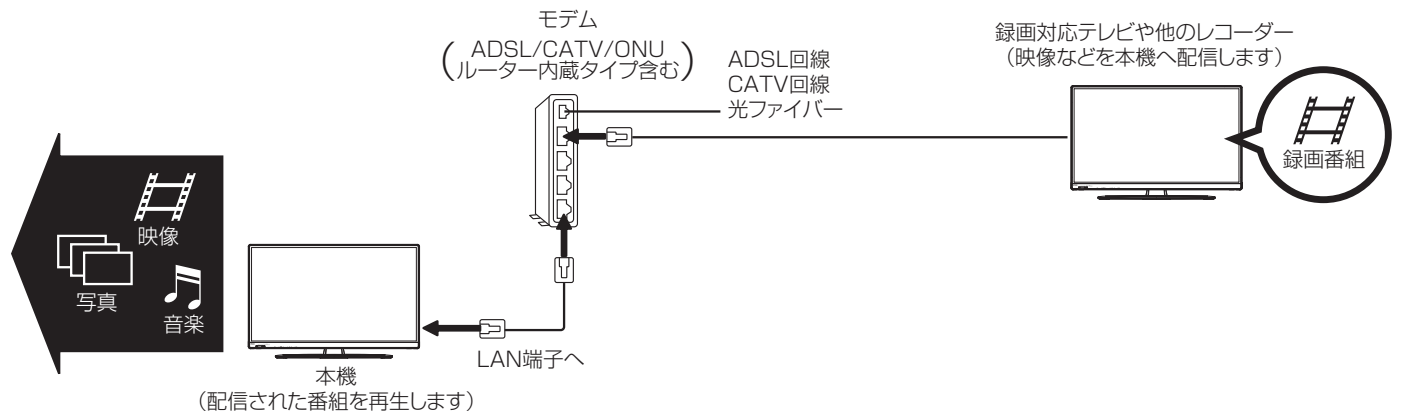 モデム
ADSL/CATV/ONU
ルーター内蔵タイプ含む
ADSL回線
CATV回線
光ファイバー
録画対応テレビや他のレコーダー
（映像などを本機へ配信します）
録画番組
映像
写真
音楽
LAN端子へ
本機
（配信された番組を再生します）